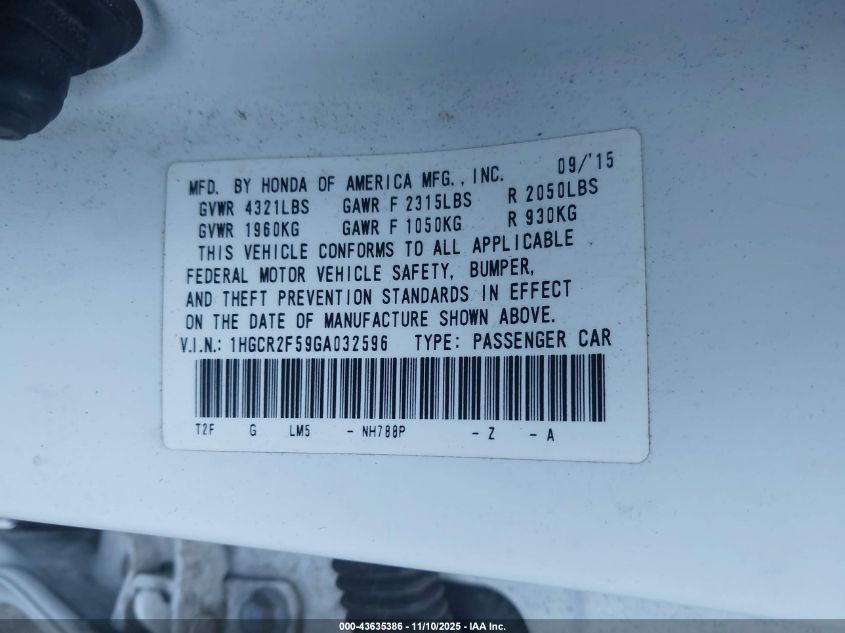 MFD. BY HONDA OF AMERICA MFG., INC. 09/'15
GVWR 4321LBS GAWR F 2315LBS R 2050LBS
GVWR 1960KG GAWR F 1050KG R 930KG
THIS VEHICLE CONFORMS TO ALL APPLICABLE
FEDERAL MOTOR VEHICLE SAFETY, BUMPER,
AND THEFT PREVENTION STANDARDS IN EFFECT
ON THE DATE OF MANUFACTURE SHOWN ABOVE.
V.I.N.: 1HGCR2F59GA032596 TYPE: PASSENGER CAR
T2F G LM5 - NH788P - Z - A
000-43635386 - 11/10/2025 - IAA Inc.